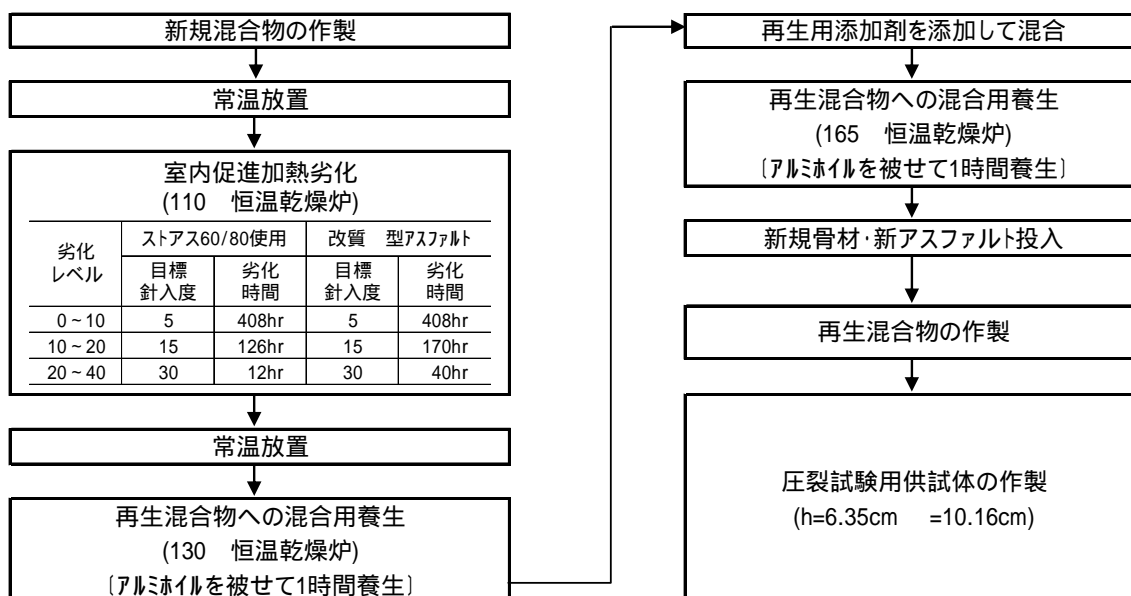 新規混合物の作製
常温放置
室内促進加熱劣化
(110 恒温乾燥炉)
劣化レベル ストアス60/80使用 改質 型ｱｽﾌｧﾙﾄ
目標針入度 劣化時間 目標針入度 劣化時間
0~10 5 408hr 5 408hr
10~20 15 126hr 15 170hr
20~40 30 12hr 30 40hr
常温放置
再生混合物への混合用養生
(130 恒温乾燥炉)
〔ｱﾙﾐﾎｲﾙを被せて1時間養生〕
再生用添加剤を添加して混合
再生混合物への混合用養生
(165 恒温乾燥炉)
〔ｱﾙﾐﾎｲﾙを被せて1時間養生〕
新規骨材･新アスファルト投入
再生混合物の作製
圧裂試験用供試体の作製
(h=6.35cm =10.16cm)